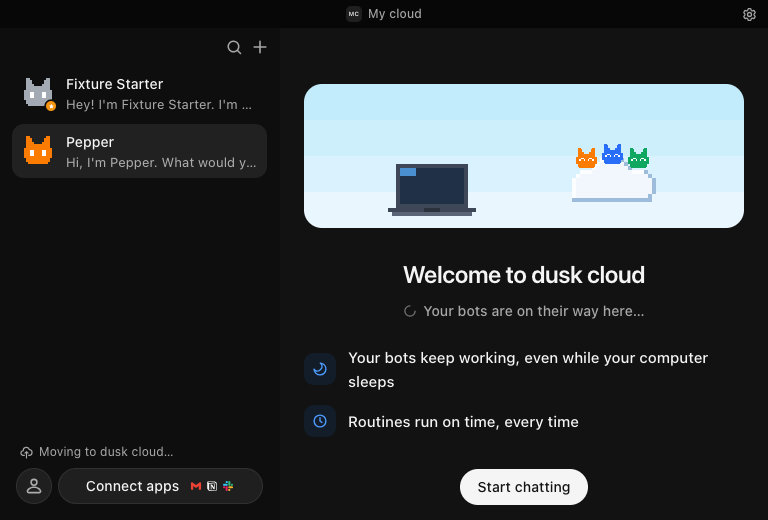 MC My cloud
Fixture Starter
Hey! I'm Fixture Starter. I'm ...
Pepper
Hi, I'm Pepper. What would y...
Welcome to dusk cloud
Your bots are on their way here...
Your bots keep working, even while your computer
sleeps
Routines run on time, every time
Moving to dusk cloud...
Connect apps
Start chatting